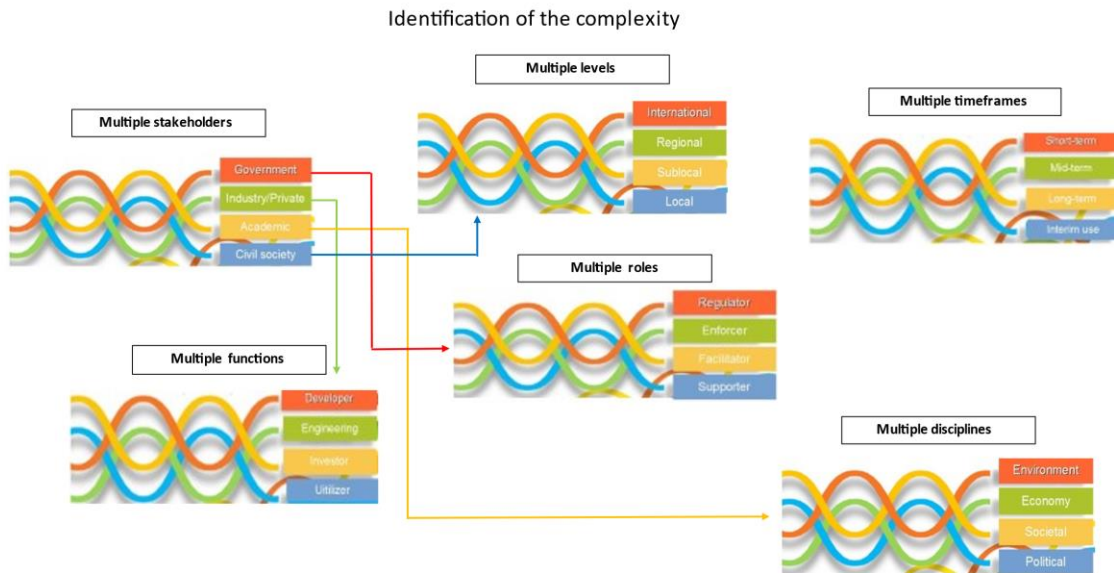 Identification of the complexity
Multiple levels
International
Regional
Sublocal
Local
Multiple timeframes
Short-term
Mid-term
Long-term
Interim use
Multiple stakeholders
Government
Industry/Private
Academic
Civil society
Multiple roles
Regulator
Enforcer
Facilitator
Supporter
Multiple functions
Developer
Engineering
Investor
Uitilizer
Multiple disciplines
Environment
Economy
Societal
Political